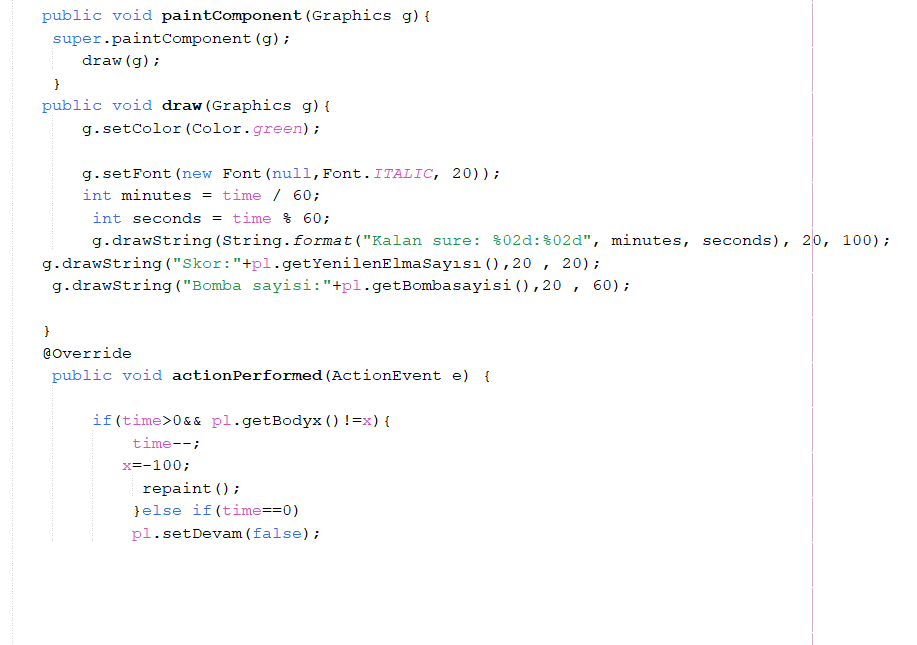 public void paintComponent(Graphics g){
super.paintComponent(g);
draw(g);
}
public void draw(Graphics g){
g.setColor(Color.green);
g.setFont(new Font(null,Font.ITALIC, 20));
int minutes = time / 60;
int seconds = time % 60;
g.drawString(String.format("Kalan sure: %02d:%02d", minutes, seconds), 20, 100);
g.drawString("Skor:"+pl.getYenilenElmaSayısı(),20 , 20);
g.drawString("Bomba sayisi:"+pl.getBombasayisi(),20 , 60);
}
@Override
public void actionPerformed(ActionEvent e) {
if(time>0&& pl.getBodyx()!=x){
time--;
x=-100;
repaint();
}else if(time==0)
pl.setDevam(false);